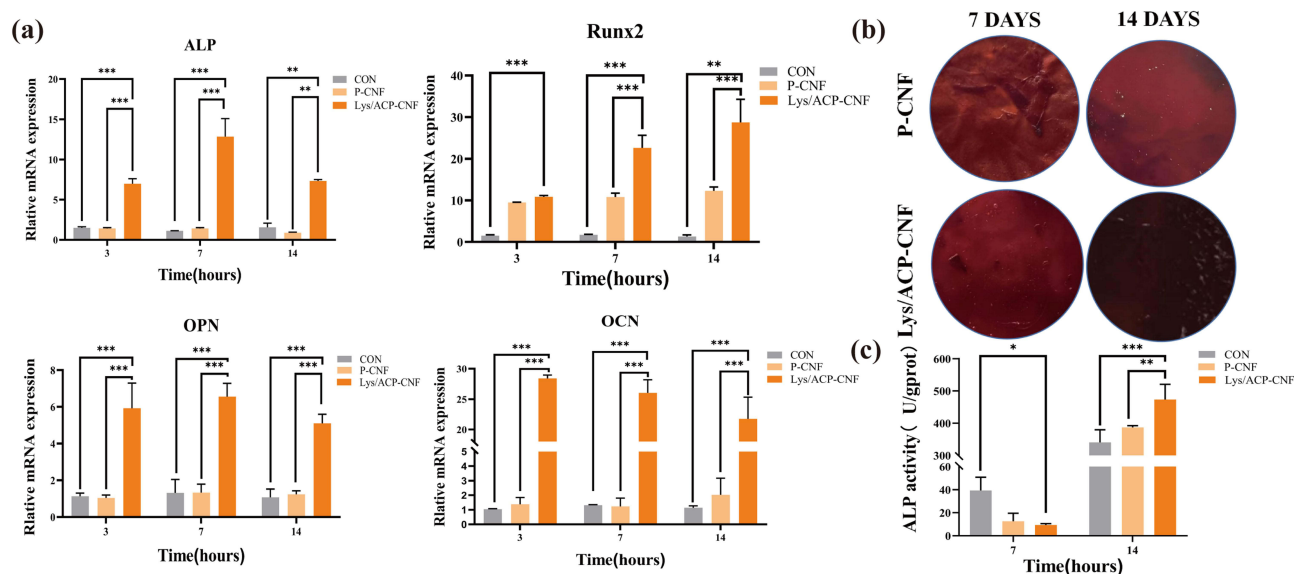 (a)
ALP
Rlative mRNA expression
20
15
10
5
0
***
***
***
***
**
**
3
7
14
Time(hours)
CON
P-CNF
Lys/ACP-CNF
Runx2
Rlative mRNA expression
40
30
20
10
0
***
***
***
**
***
3
7
14
Time(hours)
CON
P-CNF
Lys/ACP-CNF
OPN
Rlative mRNA expression
8
6
4
2
0
***
***
***
***
***
***
3
7
14
Time(hours)
CON
P-CNF
Lys/ACP-CNF
OCN
Rlative mRNA expression
30
25
20
5
4
3
2
1
0
***
***
***
***
***
***
3
7
14
Time(hours)
CON
P-CNF
Lys/ACP-CNF
(b)
7 DAYS
14 DAYS
P-CNF
Lys/ACP-CNF
(c)
ALP activity( U/gprot)
600
500
400
300
60
40
20
0
*
***
**
7
14
Time(hours)
CON
P-CNF
Lys/ACP-CNF